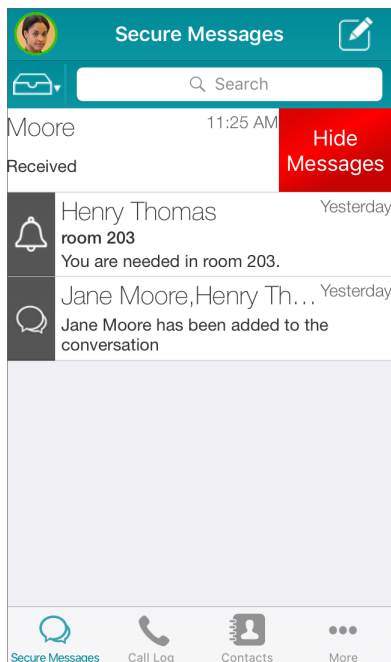 Secure Messages
Search
Moore
11:25 AM
Received
Hide
Messages
Henry Thomas
Yesterday
room 203
You are needed in room 203.
Jane Moore,Henry Th...
Yesterday
Jane Moore has been added to the
conversation
Secure Messages
Call Log
Contacts
More